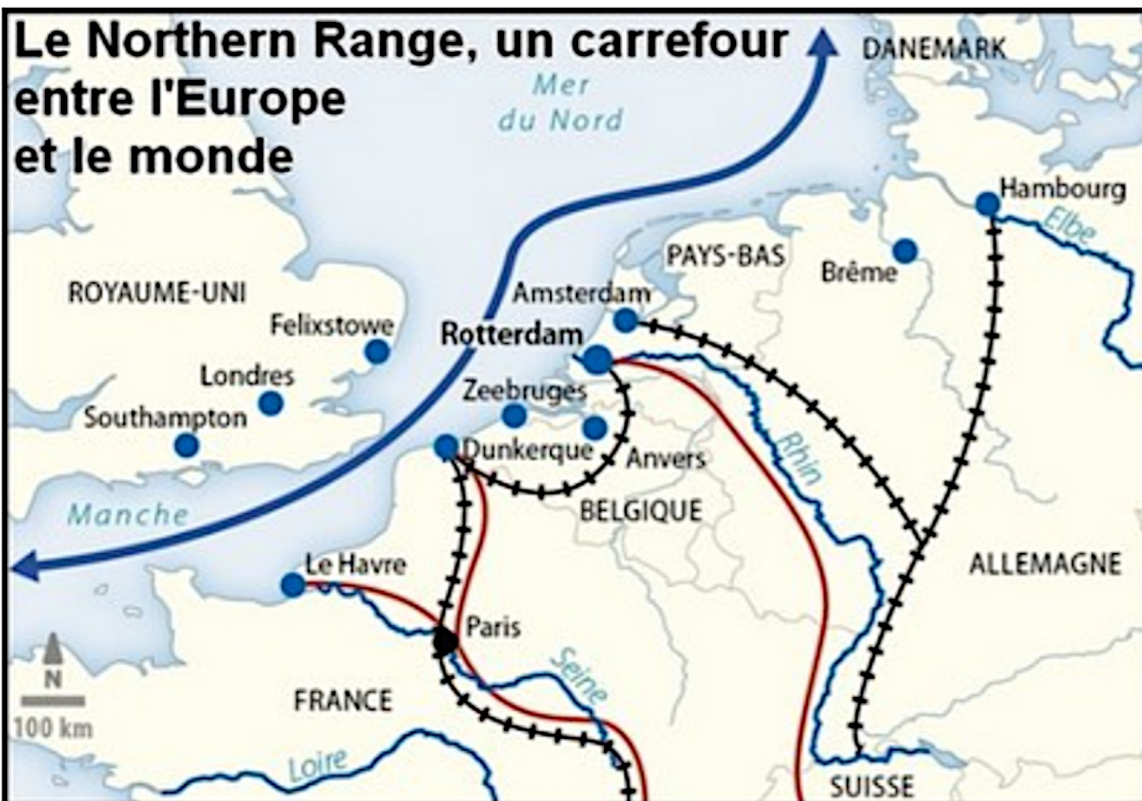 Le Northern Range, un carrefour
entre l'Europe
et le monde
DANEMARK
Mer
du Nord
Hambourg
Elbe
PAYS-BAS
Brême
ROYAUME-UNI
Amsterdam
Felixstowe
Rotterdam
Londres
Zeebruges
Southampton
Dunkerque
Anvers
Rhin
Manche
BELGIQUE
Le Havre
ALLEMAGNE
Paris
Seine
N
FRANCE
100 km
Loire
SUISSE